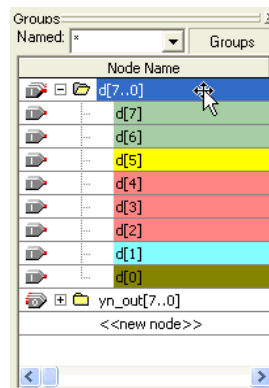 Groups
Named: * Groups
Node Name
d[7..0]
d[7]
d[6]
d[5]
d[4]
d[3]
d[2]
d[1]
d[0]
yn_out[7..0]
<<new node>>